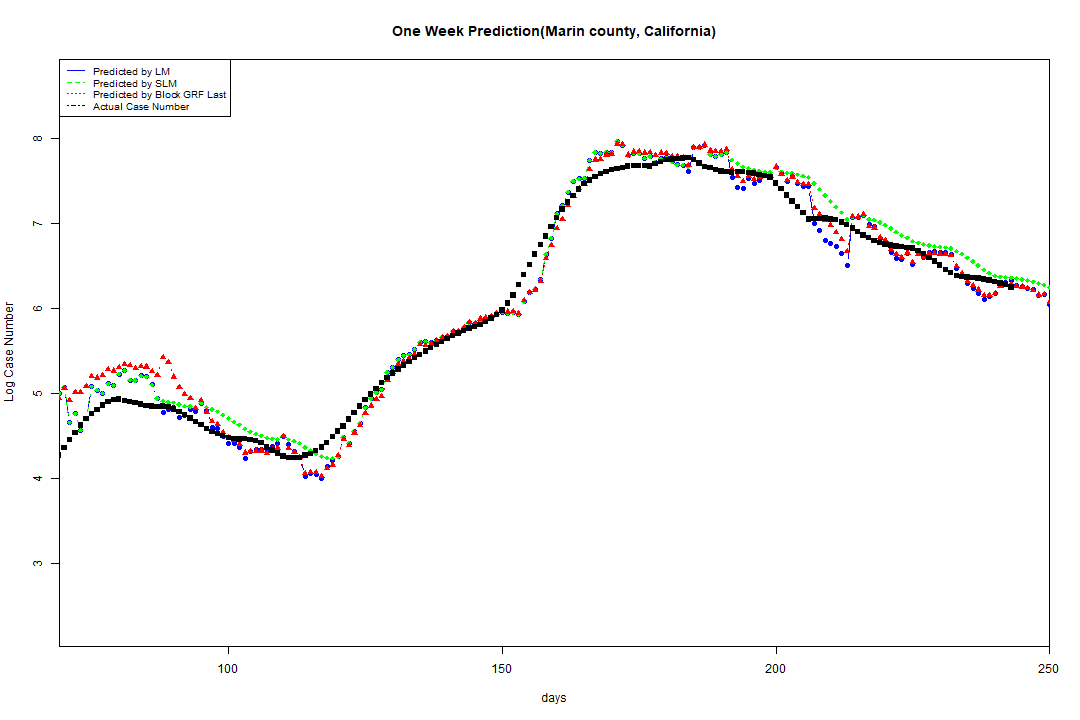 One Week Prediction(Marin county, California)
Predicted by LM
Predicted by SLM
Predicted by Block GRF Last
Actual Case Number
Log Case Number
8
7
6
5
4
3
100 150 200 250
days